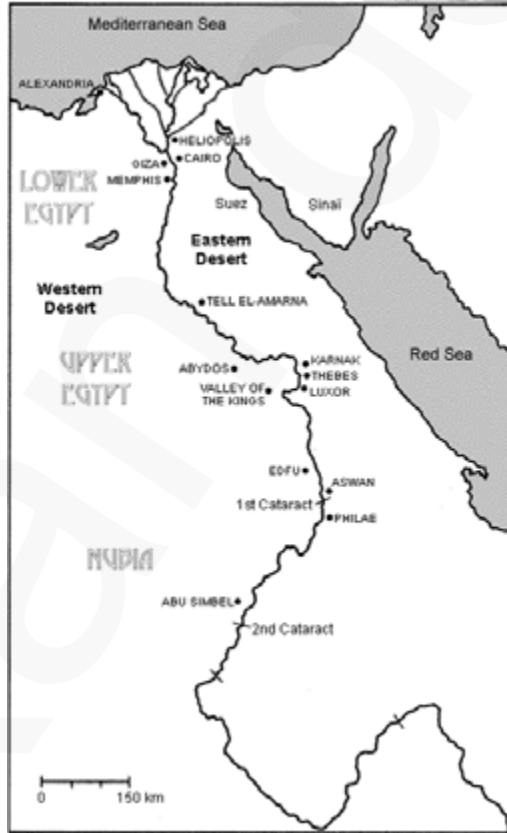 Mediterranean Sea
ALEXANDRIA
HELIOPOLIS
CAIRO
GIZA
MEMPHIS
LOWER
EGYPT
Suez
Sinaï
Eastern
Desert
Western
Desert
TELL EL-AMARNA
Red Sea
UPPER
EGYPT
ABYDOS
KARNAK
THEBES
VALLEY OF
THE KINGS
LUXOR
EDFU
ASWAN
1st Cataract
PHILAE
NUBIA
ABU SIMBEL
2nd Cataract
0 150 km